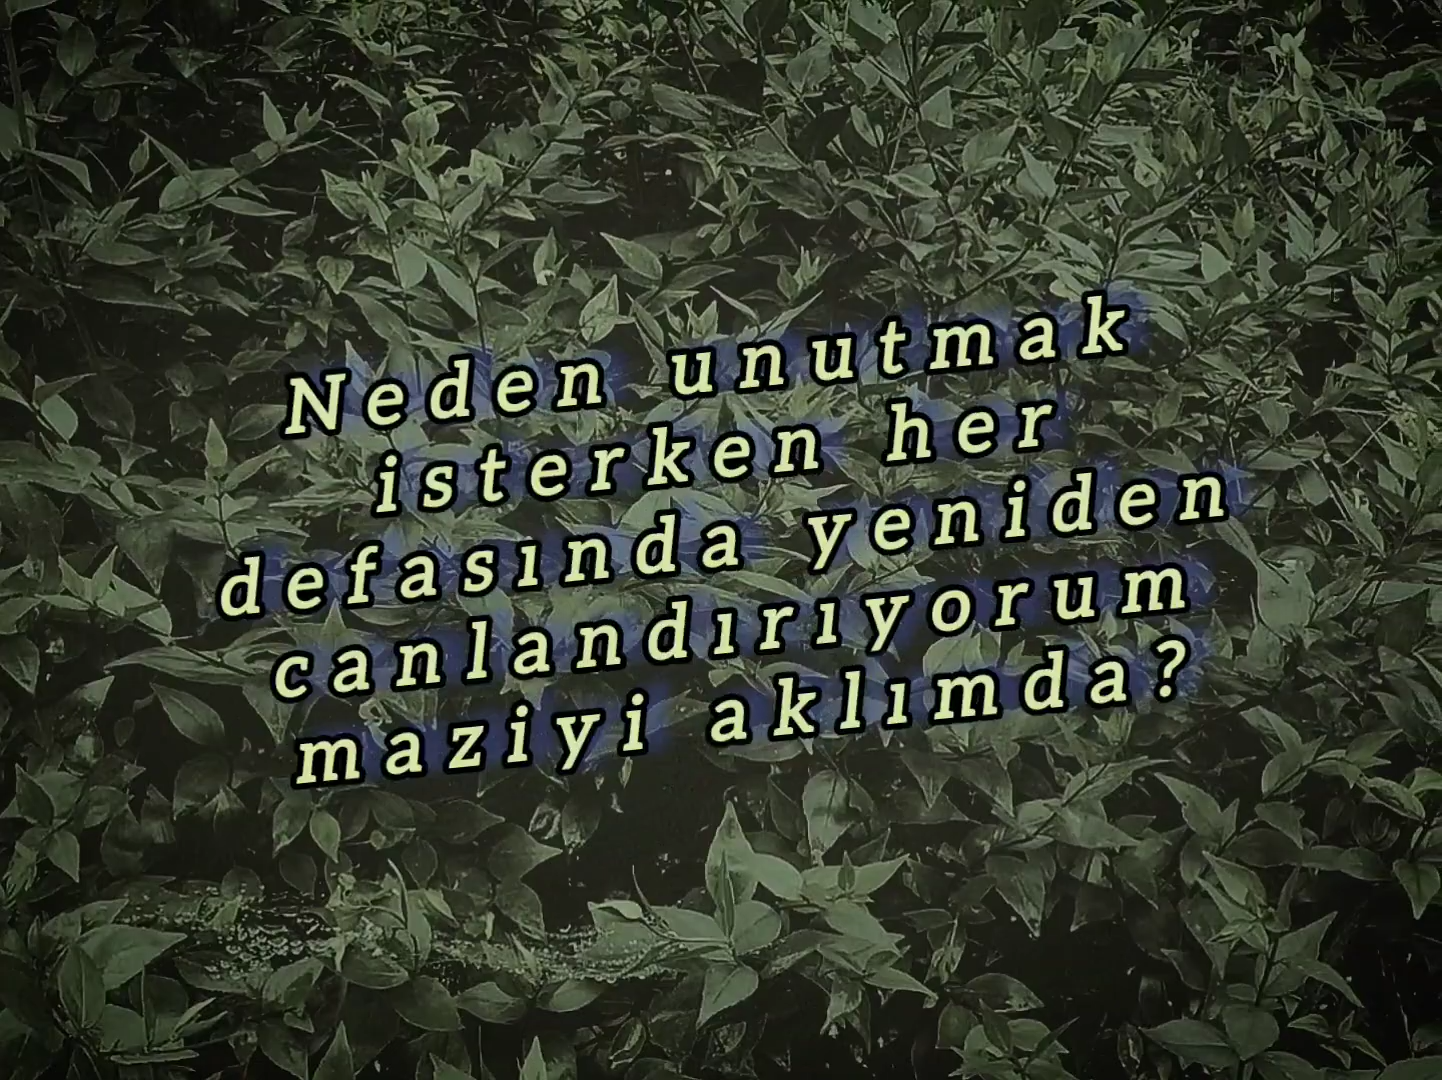 Neden unutmak
isterken her
defasında yeniden
canlandırıyorum
maziyi aklımda?